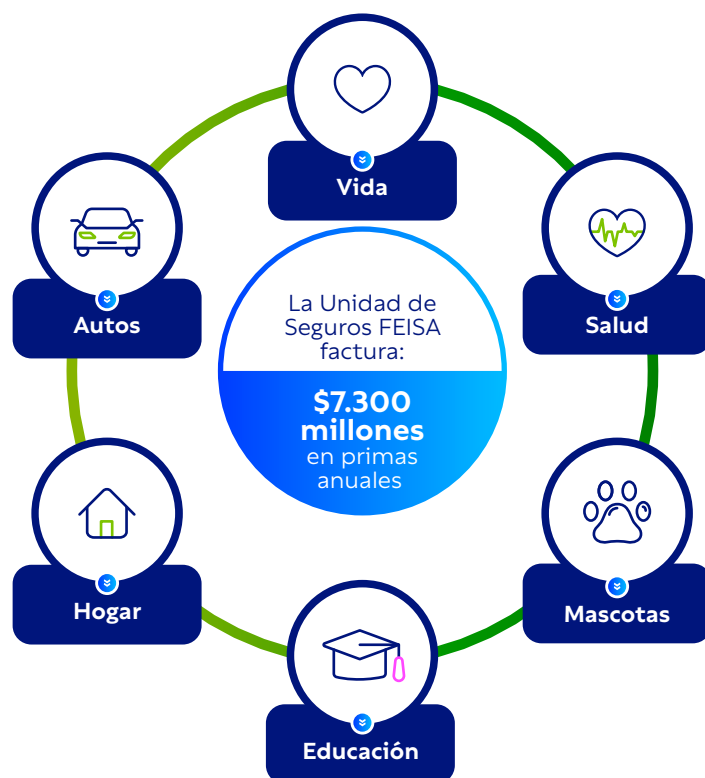 Vida
Autos
Salud
La Unidad de
Seguros FEISA
factura:
$7.300
millones
en primas
anuales
Hogar
Mascotas
Educación